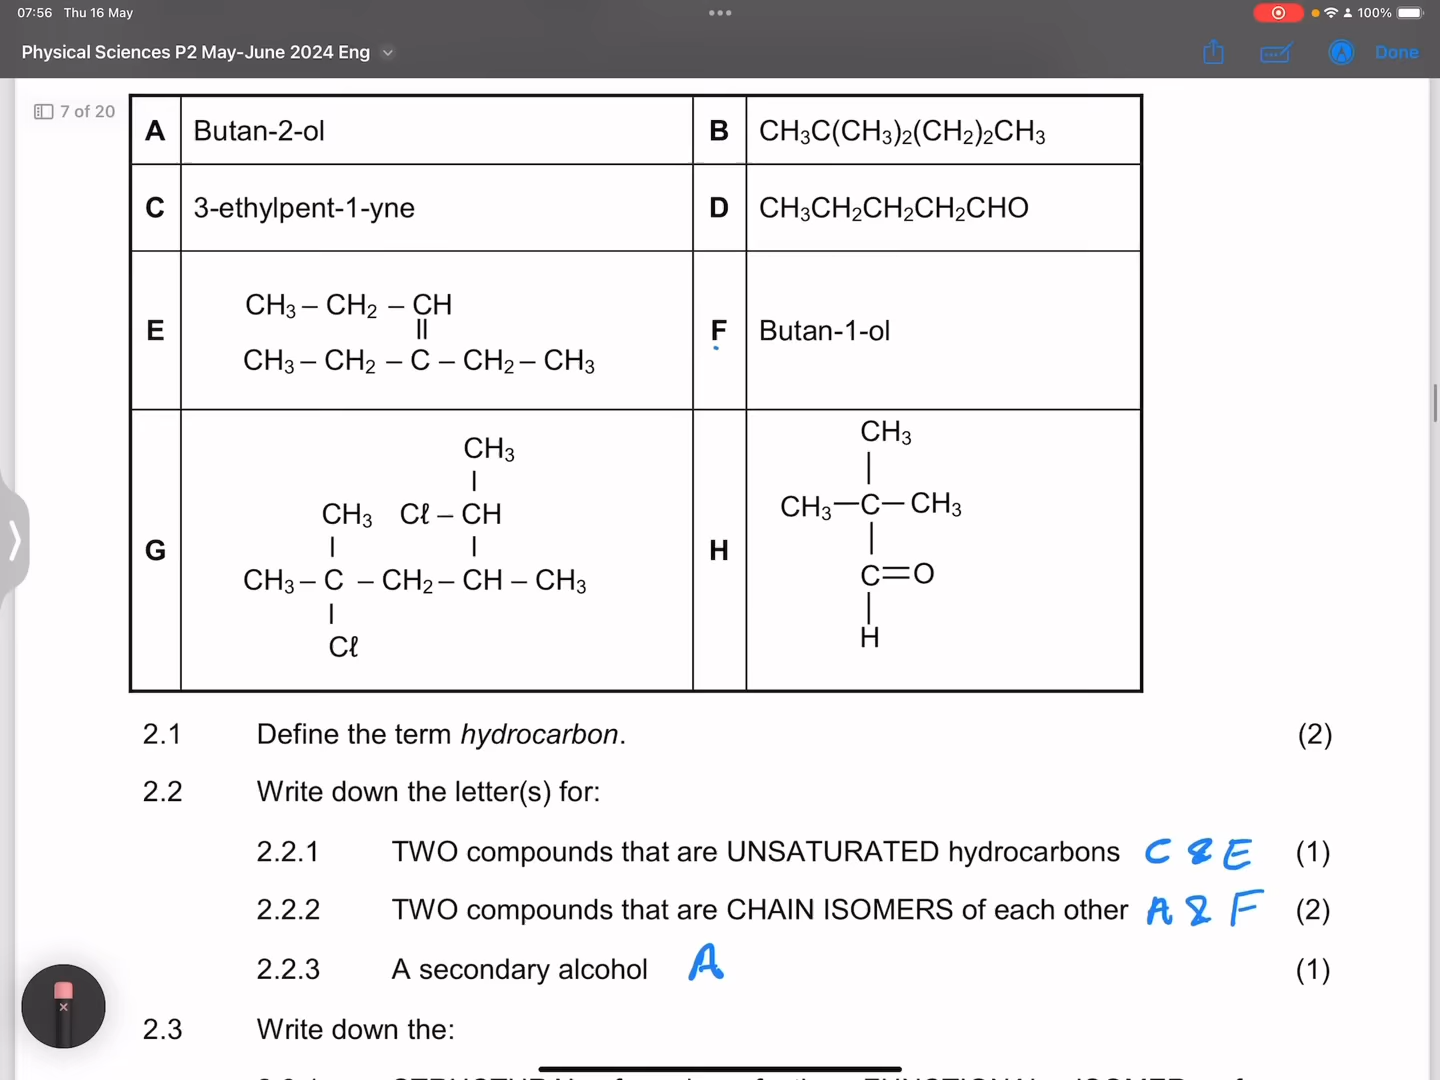 07:56 Thu 16 May
100%
Physical Sciences P2 May-June 2024 Eng
Done
7 of 20
A Butan-2-ol B CH₃C(CH₃)₂(CH₂)₂CH₃
C 3-ethylpent-1-yne D CH₃CH₂CH₂CH₂CHO
CH₃ – CH₂ – CH
||
E F Butan-1-ol
CH₃ – CH₂ – C – CH₂ – CH₃
CH₃
CH₃
|
|
CH₃ Cℓ – CH
CH₃ – C – CH₃
| |
|
G H
CH₃ – C – CH₂ – CH – CH₃
C=O
|
|
Cℓ
H
2.1 Define the term hydrocarbon. (2)
2.2 Write down the letter(s) for:
2.2.1 TWO compounds that are UNSATURATED hydrocarbons C & E (1)
2.2.2 TWO compounds that are CHAIN ISOMERS of each other A & F (2)
2.2.3 A secondary alcohol A (1)
2.3 Write down the: